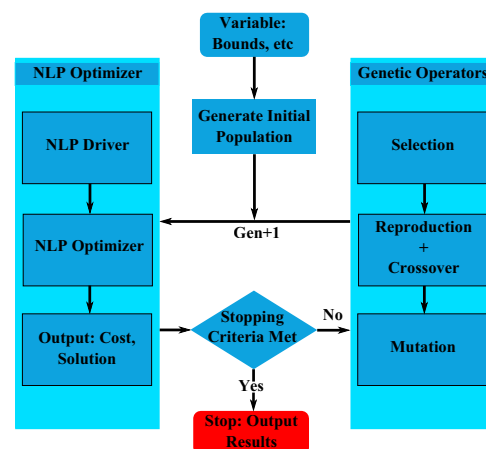 Variable:
Bounds, etc
NLP Optimizer
Genetic Operators
Generate Initial
Population
NLP Driver
Selection
Gen+1
NLP Optimizer
Reproduction
+
Crossover
Output: Cost,
Solution
Stopping
Criteria Met
No
Mutation
Yes
Stop: Output
Results